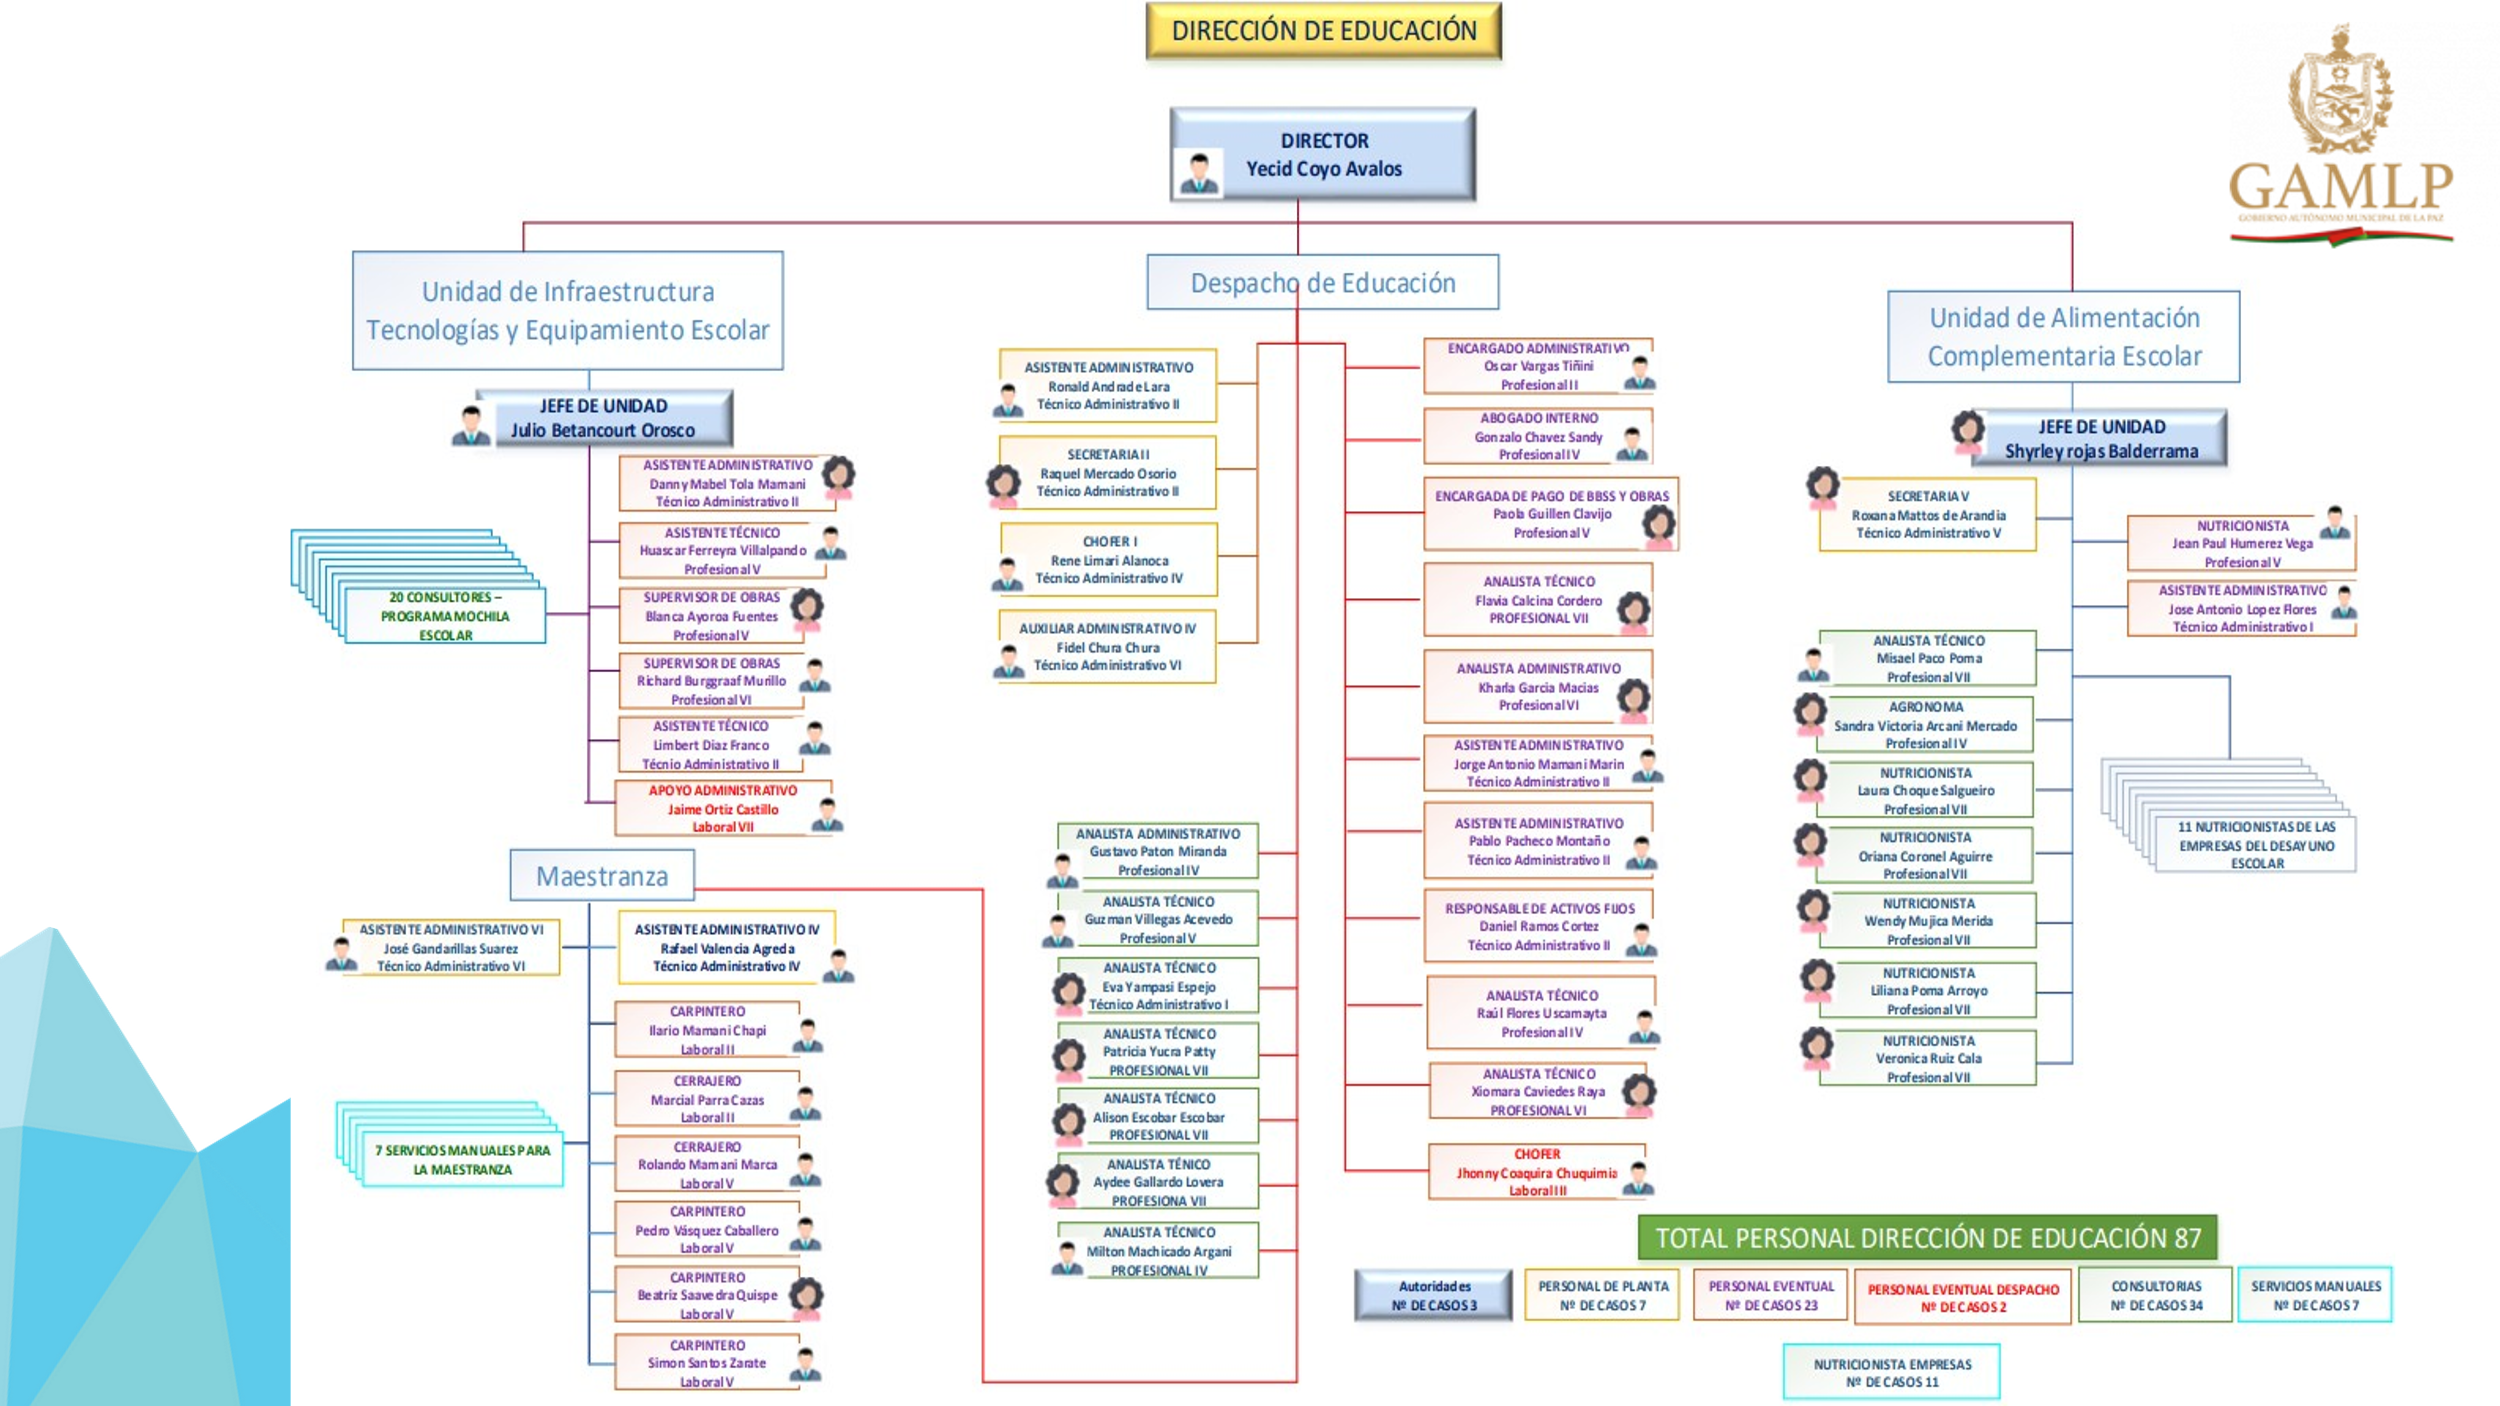 DIRECCIÓN DE EDUCACIÓN
DIRECTOR
Yecid Coyo Avalos
GAMLP
GOBIERNO AUTÓNOMO MUNICIPAL DE LA PAZ
Unidad de Infraestructura
Tecnologías y Equipamiento Escolar
JEFE DE UNIDAD
Julio Betancourt Orosco
ASISTENTE ADMINISTRATIVO
Danny Mabel Tola Mamani
Técnico Administrativo II
ASISTENTE TÉCNICO
Huascar Ferreyra Villalpando
Profesional V
20 CONSULTORES –
PROGRAMA MOCHILA
ESCOLAR
SUPERVISOR DE OBRAS
Blanca Ayoroa Fuentes
Profesional V
SUPERVISOR DE OBRAS
Richard Burggraaf Murillo
Profesional VI
ASISTENTE TÉCNICO
Limbert Diaz Franco
Técnio Administrativo II
APOYO ADMINISTRATIVO
Jaime Ortiz Castillo
Laboral VII
Maestranza
ASISTENTE ADMINISTRATIVO VI
José Gandarillas Suarez
Técnico Administrativo VI
ASISTENTE ADMINISTRATIVO IV
Rafael Valencia Agreda
Técnico Administrativo IV
CARPINTERO
Ilario Mamani Chapi
Laboral II
CERRAJERO
Marcial Parra Cazas
Laboral II
7 SERVICIOS MANUALES PARA
LA MAESTRANZA
CERRAJERO
Rolando Mamani Marca
Laboral V
CARPINTERO
Pedro Vásquez Caballero
Laboral V
CARPINTERO
Beatriz Saavedra Quispe
Laboral V
CARPINTERO
Simon Santos Zarate
Laboral V
Despacho de Educación
ASISTENTE ADMINISTRATIVO
Ronald Andrade Lara
Técnico Administrativo II
SECRETARIA II
Raquel Mercado Osorio
Técnico Administrativo II
CHOFER I
Rene Limari Alanoca
Técnico Administrativo IV
AUXILIAR ADMINISTRATIVO IV
Fidel Chura Chura
Técnico Administrativo VI
ANALISTA ADMINISTRATIVO
Gustavo Paton Miranda
Profesional IV
ANALISTA TÉCNICO
Guzman Villegas Acevedo
Profesional V
ANALISTA TÉCNICO
Eva Yampasi Espejo
Técnico Administrativo I
ANALISTA TÉCNICO
Patricia Yucra Patty
PROFESIONAL VII
ANALISTA TÉCNICO
Alison Escobar Escobar
PROFESIONAL VII
ANALISTA TÉNICO
Aydee Gallardo Lovera
PROFESIONA VII
ANALISTA TÉCNICO
Milton Machicado Argani
PROFESIONAL IV
ENCARGADO ADMINISTRATIVO
Oscar Vargas Tiñini
Profesional II
ABOGADO INTERNO
Gonzalo Chavez Sandy
Profesional IV
ENCARGADA DE PAGO DE BBSS Y OBRAS
Paola Guillen Clavijo
Profesional V
ANALISTA TÉCNICO
Flavia Calcina Cordero
PROFESIONAL VII
ANALISTA ADMINISTRATIVO
Kharla Garcia Macias
Profesional VI
ASISTENTE ADMINISTRATIVO
Jorge Antonio Mamani Marin
Técnico Administrativo II
ASISTENTE ADMINISTRATIVO
Pablo Pacheco Montaño
Técnico Administrativo II
RESPONSABLE DE ACTIVOS FIJOS
Daniel Ramos Cortez
Técnico Administrativo II
ANALISTA TÉCNICO
Raúl Flores Uscamayta
Profesional IV
ANALISTA TÉCNICO
Xiomara Caviedes Raya
PROFESIONAL VI
CHOFER
Jhonny Coaquira Chuquimia
Laboral III
Unidad de Alimentación
Complementaria Escolar
JEFE DE UNIDAD
Shyrley rojas Balderrama
SECRETARIA V
Roxana Mattos de Arandia
Técnico Administrativo V
NUTRICIONISTA
Jean Paul Humerez Vega
Profesional V
ASISTENTE ADMINISTRATIVO
Jose Antonio Lopez Flores
Técnico Administrativo I
ANALISTA TÉCNICO
Misael Paco Poma
Profesional VII
AGRONOMA
Sandra Victoria Arcani Mercado
Profesional IV
NUTRICIONISTA
Laura Choque Salgueiro
Profesional VII
NUTRICIONISTA
Oriana Coronel Aguirre
Profesional VII
NUTRICIONISTA
Wendy Mujica Merida
Profesional VII
NUTRICIONISTA
Liliana Poma Arroyo
Profesional VII
NUTRICIONISTA
Veronica Ruiz Cala
Profesional VII
11 NUTRICIONISTAS DE LAS
EMPRESAS DEL DESAYUNO
ESCOLAR
TOTAL PERSONAL DIRECCIÓN DE EDUCACIÓN 87
Autoridades
Nº DE CASOS 3
PERSONAL DE PLANTA
Nº DE CASOS 7
PERSONAL EVENTUAL
Nº DE CASOS 23
PERSONAL EVENTUAL DESPACHO
Nº DE CASOS 2
CONSULTORIAS
Nº DE CASOS 34
SERVICIOS MANUALES
Nº DE CASOS 7
NUTRICIONISTA EMPRESAS
Nº DE CASOS 11